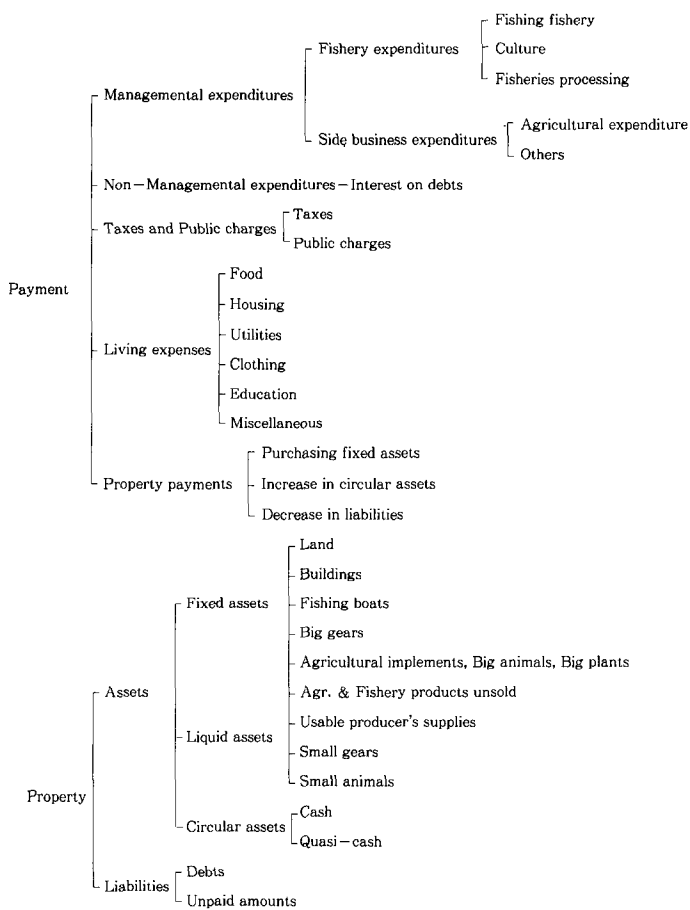 Fishing fishery
Fishery expenditures
Culture
Fisheries processing
Managemental expenditures
Agricultural expenditure
Side business expenditures
Others
Non—Managemental expenditures—Interest on debts
Taxes
Taxes and Public charges
Public charges
Payment
Food
Housing
Utilities
Living expenses
Clothing
Education
Miscellaneous
Purchasing fixed assets
Property payments
Increase in circular assets
Decrease in liabilities
Land
Buildings
Fixed assets
Fishing boats
Big gears
Agricultural implements, Big animals, Big plants
Assets
Agr. & Fishery products unsold
Usable producer's supplies
Liquid assets
Small gears
Small animals
Property
Cash
Circular assets
Quasi—cash
Debts
Liabilities
Unpaid amounts